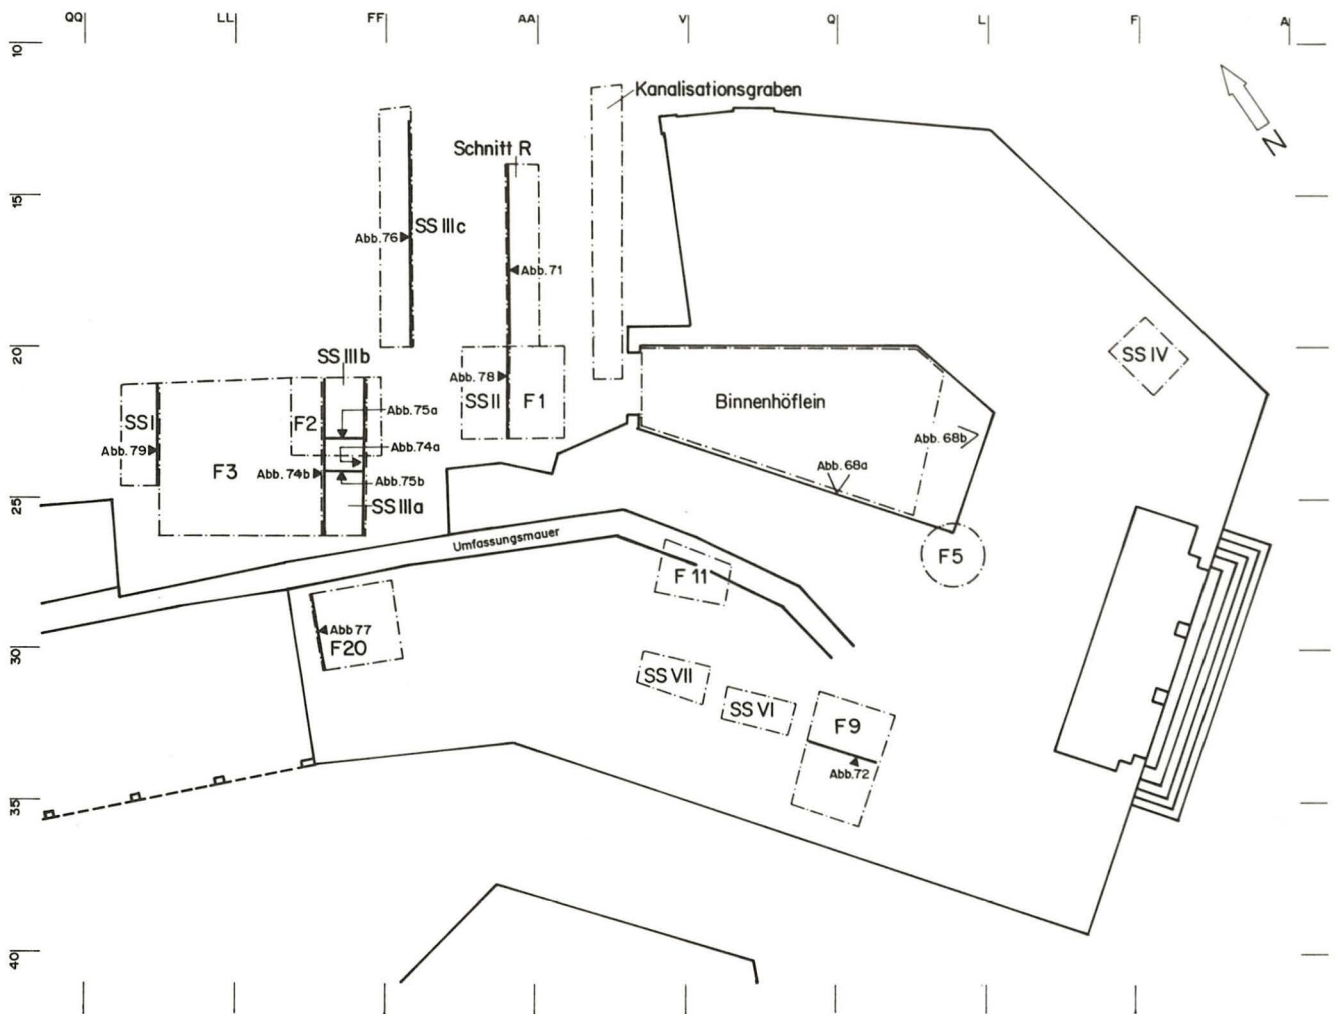 QQ LL FF AA V Q L F A
10
Kanalisationsgraben
N
Schnitt R
15
SS IIIc
Abb.76
Abb.71
20
SS IIIb
SS IV
Abb.78
Abb.75a
SS II
F1
Binnenhöflein
SS I
F2
Abb.68b
Abb.79
Abb.74a
F3
Abb.74b
Abb.68a
Abb.75b
25
SS IIIa
Umfassungsmauer
F5
F 11
Abb 77
30
F20
SS VII
SS VI
F9
Abb.72
35
40